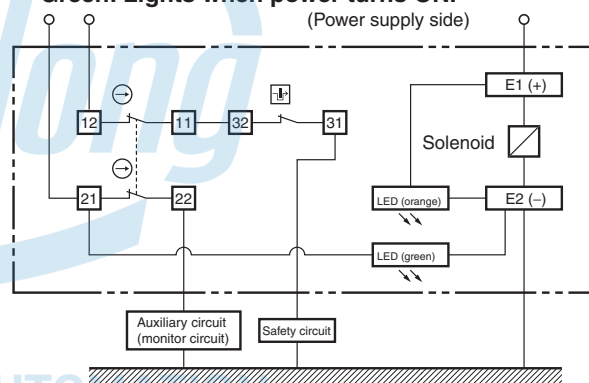 Green: Lights when power turns ON.
(Power supply side)
E1 (+)
12
11
32
31
Solenoid
21
22
LED (orange)
E2 (–)
LED (green)
Auxiliary circuit
(monitor circuit)
Safety circuit